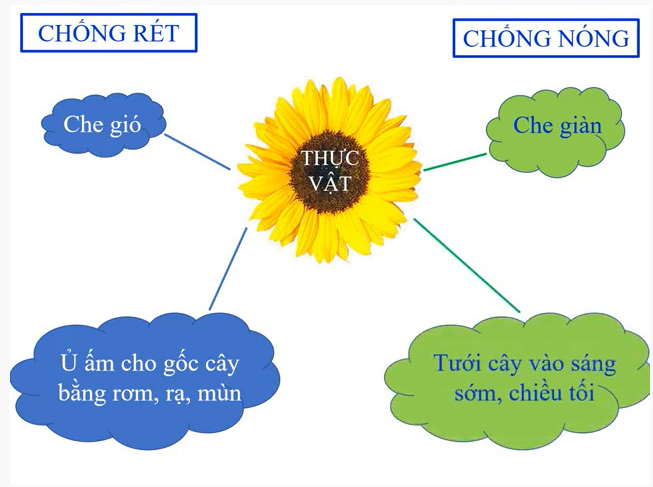 CHỐNG RÉT
CHỐNG NÓNG
Che gió
THỰC
VẬT
Che giàn
Ủ ấm cho gốc cây
bằng rơm, rạ, mùn
Tưới cây vào sáng
sớm, chiều tối